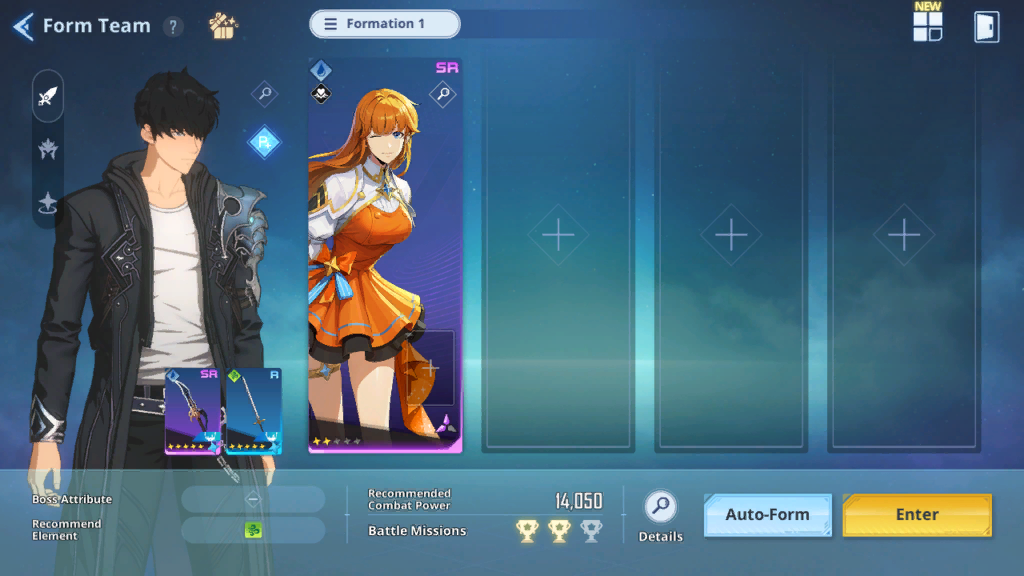 Form Team
?
Formation 1
NEW
SR
SR
R
Boss Attribute
Recommend
Element
Recommended
Combat Power
14,050
Battle Missions
Details
Auto-Form
Enter